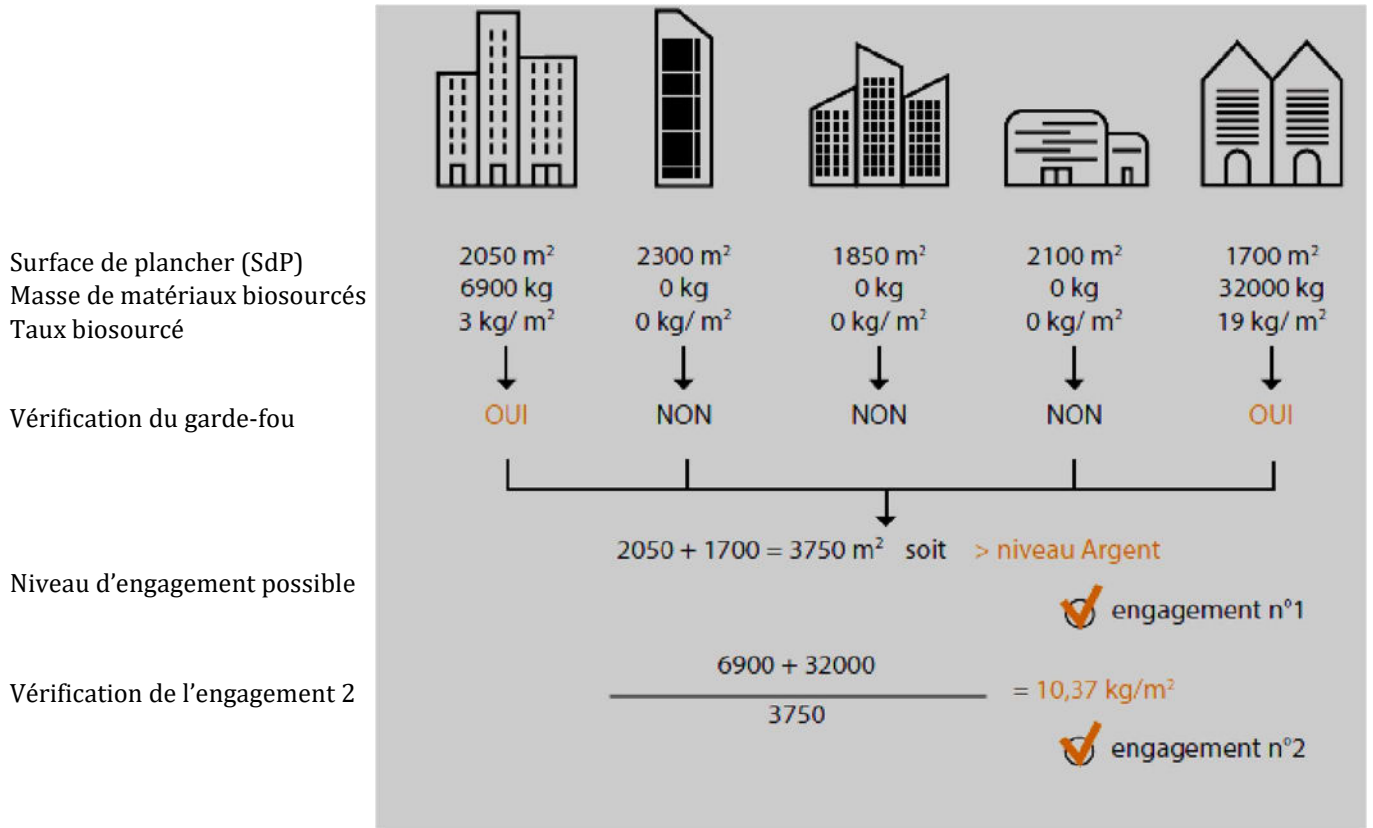 Surface de plancher (SdP) 2050 m² 2300 m² 1850 m² 2100 m² 1700 m²
Masse de matériaux biosourcés 6900 kg 0 kg 0 kg 0 kg 32000 kg
Taux biosourcé 3 kg/ m² 0 kg/ m² 0 kg/ m² 0 kg/ m² 19 kg/ m²
Vérification du garde-fou OUI NON NON NON OUI
2050 + 1700 = 3750 m² soit > niveau Argent
Niveau d’engagement possible
engagement n°1
6900 + 32000
Vérification de l’engagement 2 = 10,37 kg/m²
3750
engagement n°2